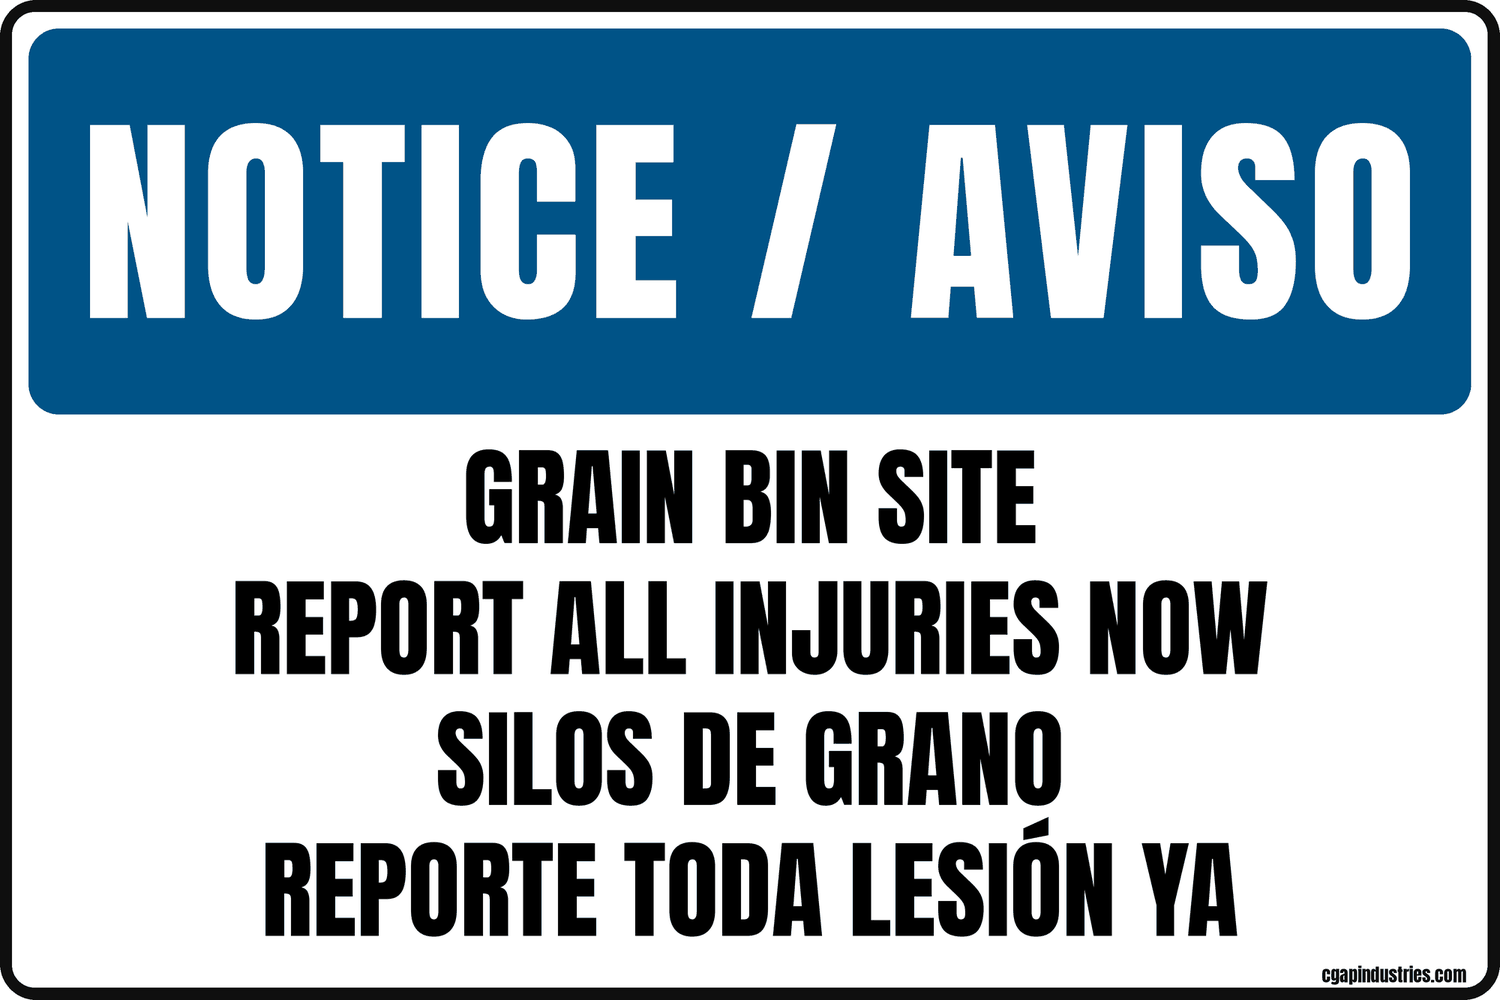 NOTICE / AVISO
GRAIN BIN SITE
REPORT ALL INJURIES NOW
SILOS DE GRANO
REPORTE TODA LESIÓN YA
cgapindustries.com